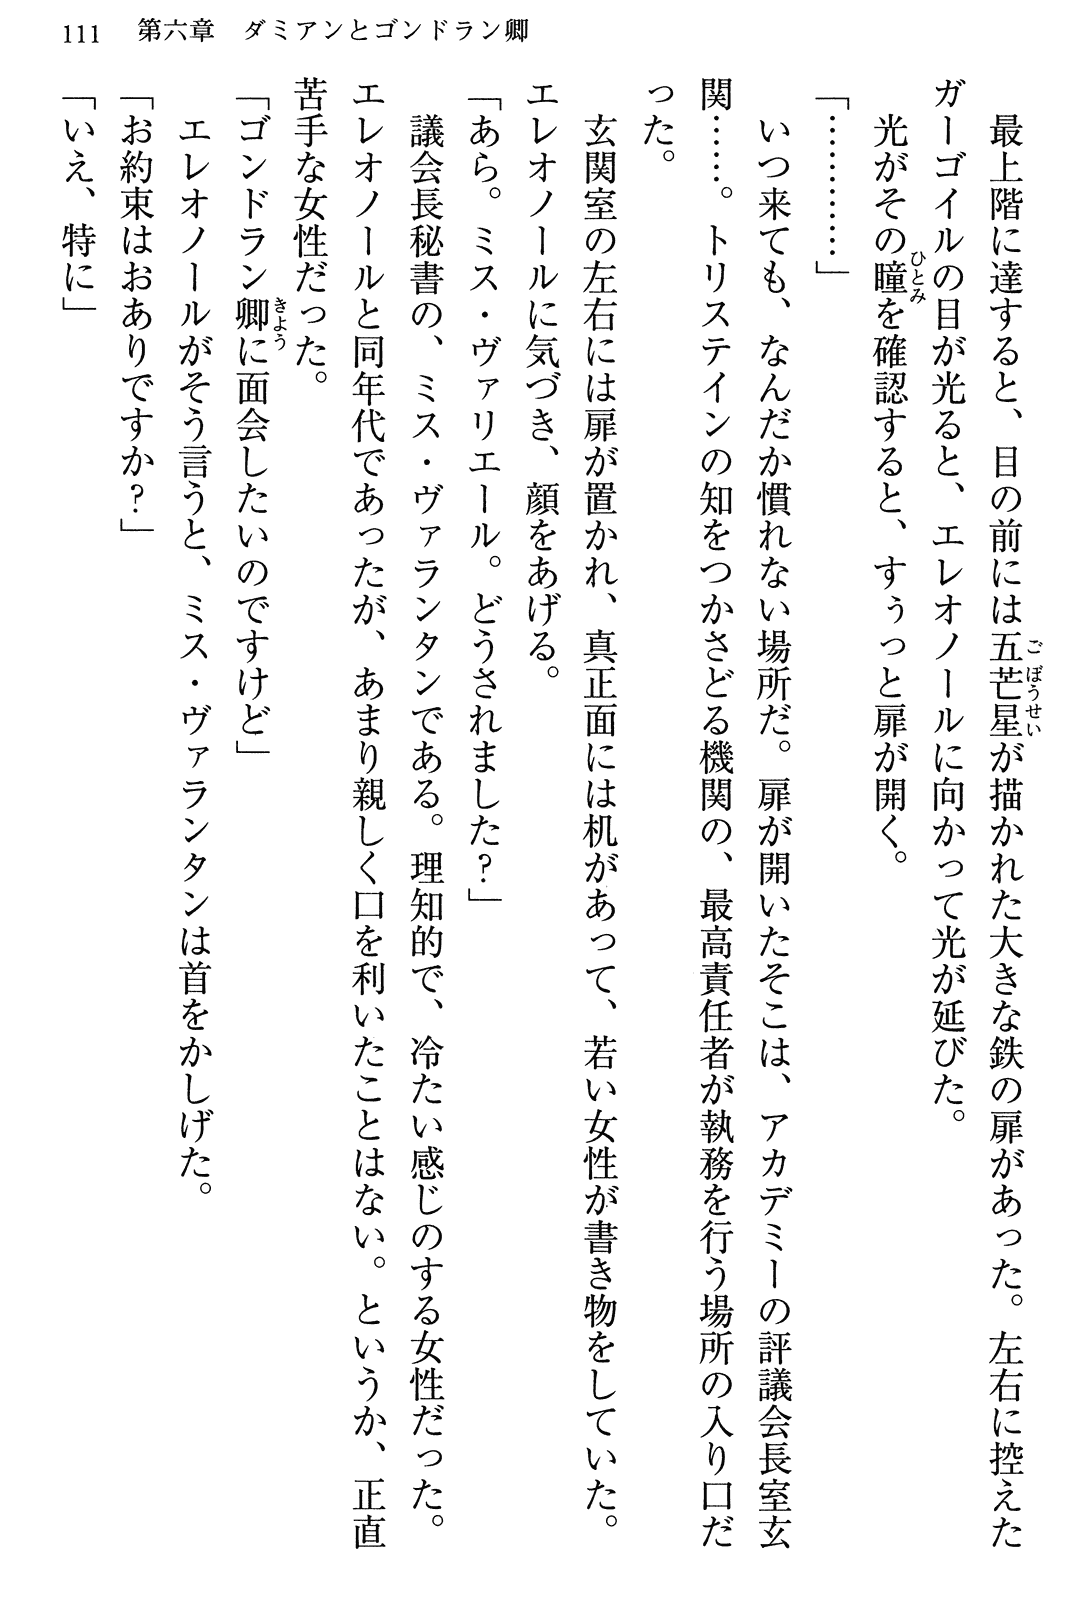 111 第六章 ダミアンとゴンドラン卿
　最上階に達すると、目の前には五芒星が描かれた大きな鉄の扉があった。左右に控えた
ガーゴイルの目が光ると、エレオノールに向かって光が延びた。
　光がその瞳を確認すると、すぅっと扉が開く。
「…………」
　いつ来ても、なんだか慣れない場所だ。扉が開いたそこは、アカデミーの評議会長室玄
関……。トリステインの知をつかさどる機関の、最高責任者が執務を行う場所の入り口だ
った。
　玄関室の左右には扉が置かれ、真正面には机があって、若い女性が書き物をしていた。
エレオノールに気づき、顔をあげる。
「あら。ミス・ヴァリエール。どうされました？」
　議会長秘書の、ミス・ヴァランタンである。理知的で、冷たい感じのする女性だった。
エレオノールと同年代であったが、あまり親しく口を利いたことはない。というか、正直
苦手な女性だった。
「ゴンドラン卿に面会したいのですけど」
　エレオノールがそう言うと、ミス・ヴァランタンは首をかしげた。
「お約束はおありですか？」
「いえ、特に」